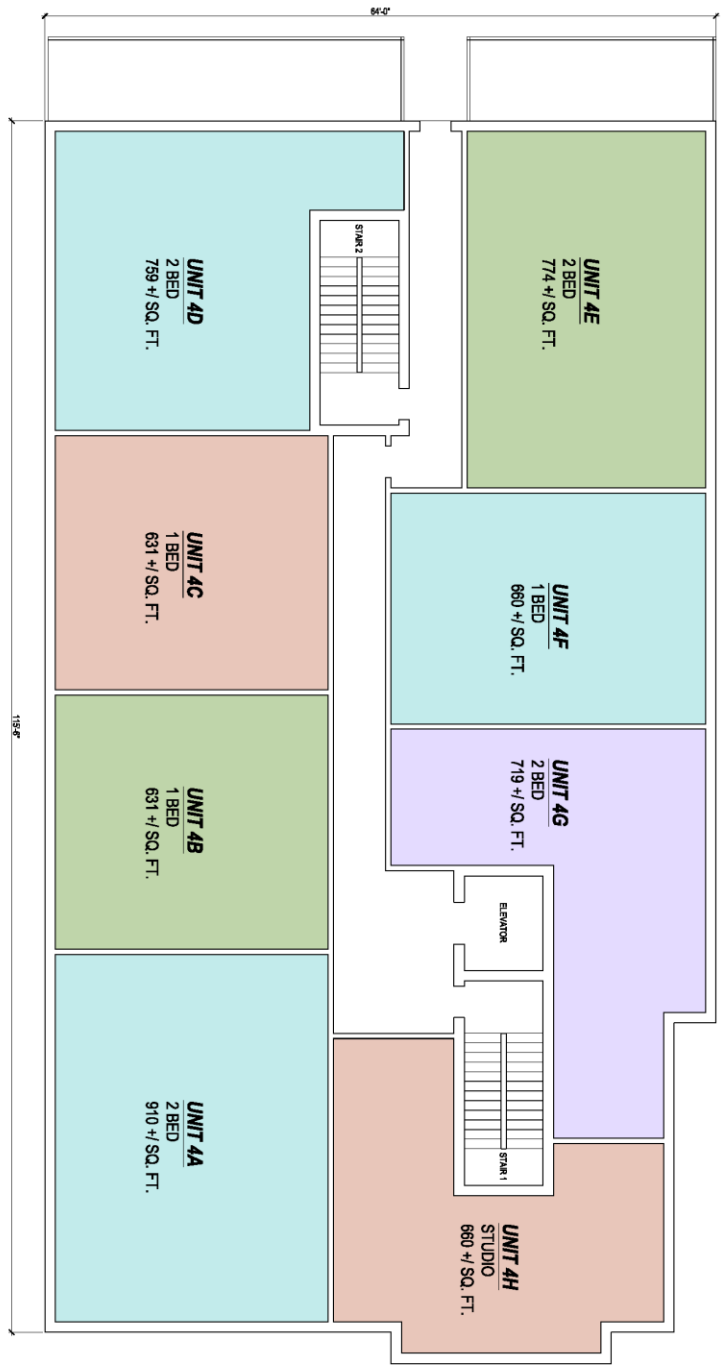 64'-0"
115'-6"
STAIR 2
UNIT 4D
2 BED
759 +/ SQ. FT.
UNIT 4E
2 BED
774 +/ SQ. FT.
UNIT 4C
1 BED
631 +/ SQ. FT.
UNIT 4F
1 BED
660 +/ SQ. FT.
UNIT 4B
1 BED
631 +/ SQ. FT.
UNIT 4G
2 BED
719 +/ SQ. FT.
ELEVATOR
UNIT 4A
2 BED
910 +/ SQ. FT.
STAIR 1
UNIT 4H
STUDIO
660 +/ SQ. FT.